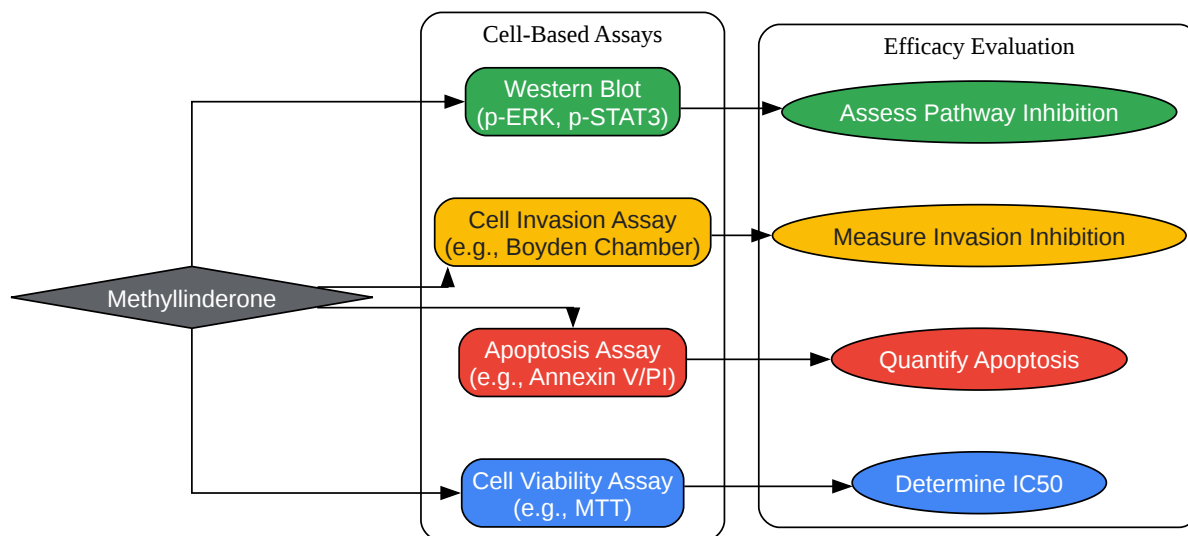 Cell-Based Assays
Efficacy Evaluation
Western Blot
(p-ERK, p-STAT3)
Assess Pathway Inhibition
Cell Invasion Assay
(e.g., Boyden Chamber)
Measure Invasion Inhibition
Methyllinderone
Apoptosis Assay
(e.g., Annexin V/PI)
Quantify Apoptosis
Cell Viability Assay
(e.g., MTT)
Determine IC50